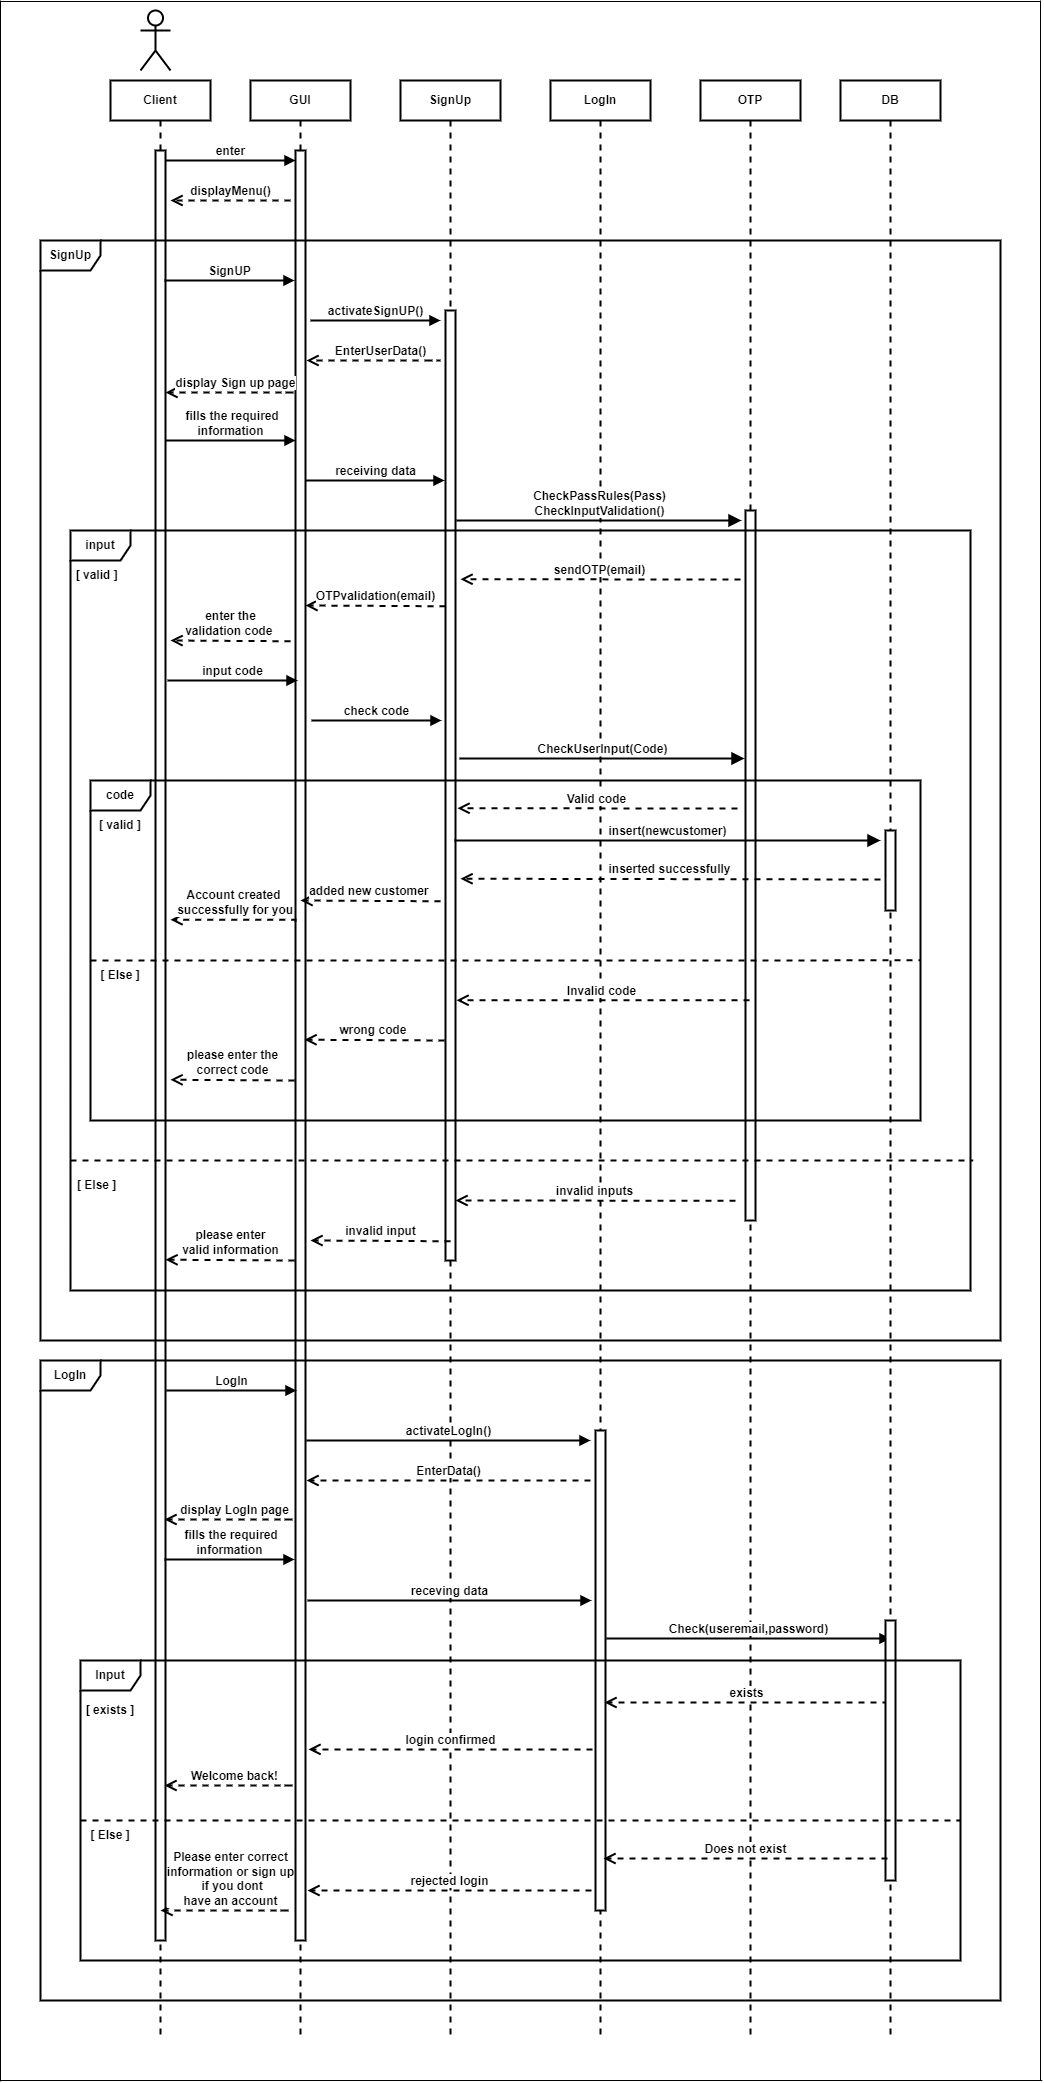 Client
GUI
SignUp
LogIn
OTP
DB
enter
displayMenu()
SignUp
SignUP
activateSignUP()
EnterUserData()
display Sign up page
fills the required
information
receiving data
CheckPassRules(Pass)
CheckInputValidation()
input
[ valid ]
sendOTP(email)
OTPvalidation(email)
enter the
validation code
input code
check code
CheckUserInput(Code)
code
[ valid ]
Valid code
insert(newcustomer)
inserted successfully
added new customer
Account created
successfully for you
[ Else ]
Invalid code
wrong code
please enter the
correct code
[ Else ]
invalid inputs
invalid input
please enter
valid information
LogIn
LogIn
activateLogIn()
EnterData()
display LogIn page
fills the required
information
receving data
Check(useremail,password)
Input
[ exists ]
exists
login confirmed
Welcome back!
[ Else ]
Does not exist
Please enter correct
information or sign up
if you dont
have an account
rejected login